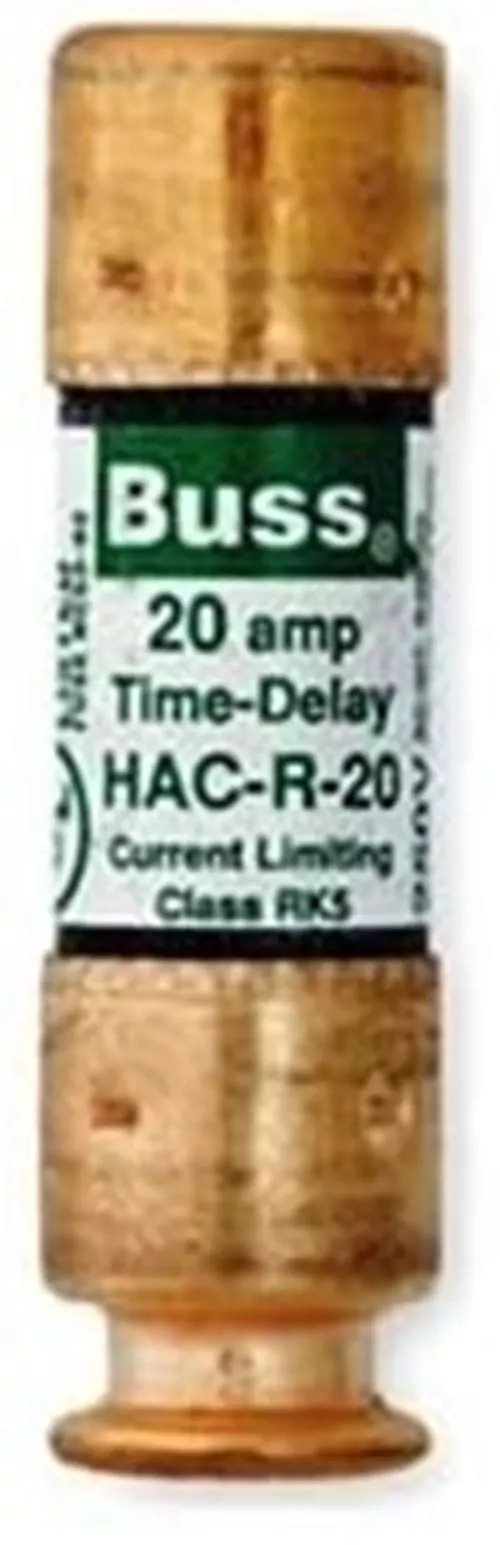 Buss®
20 amp
Time-Delay
HAC-R-20
Current Limiting
Class RK5